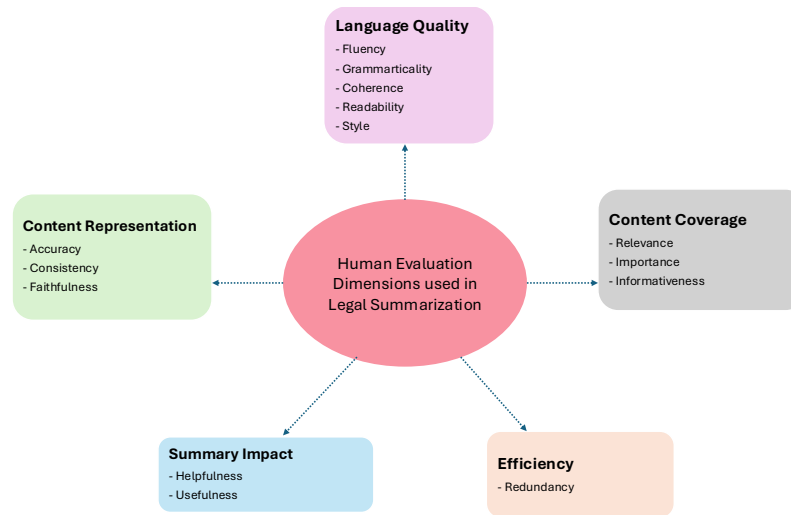 Language Quality
- Fluency
- Grammarticality
- Coherence
- Readability
- Style
Content Representation
- Accuracy
- Consistency
- Faithfulness
Human Evaluation
Dimensions used in
Legal Summarization
Content Coverage
- Relevance
- Importance
- Informativeness
Summary Impact
- Helpfulness
- Usefulness
Efficiency
- Redundancy